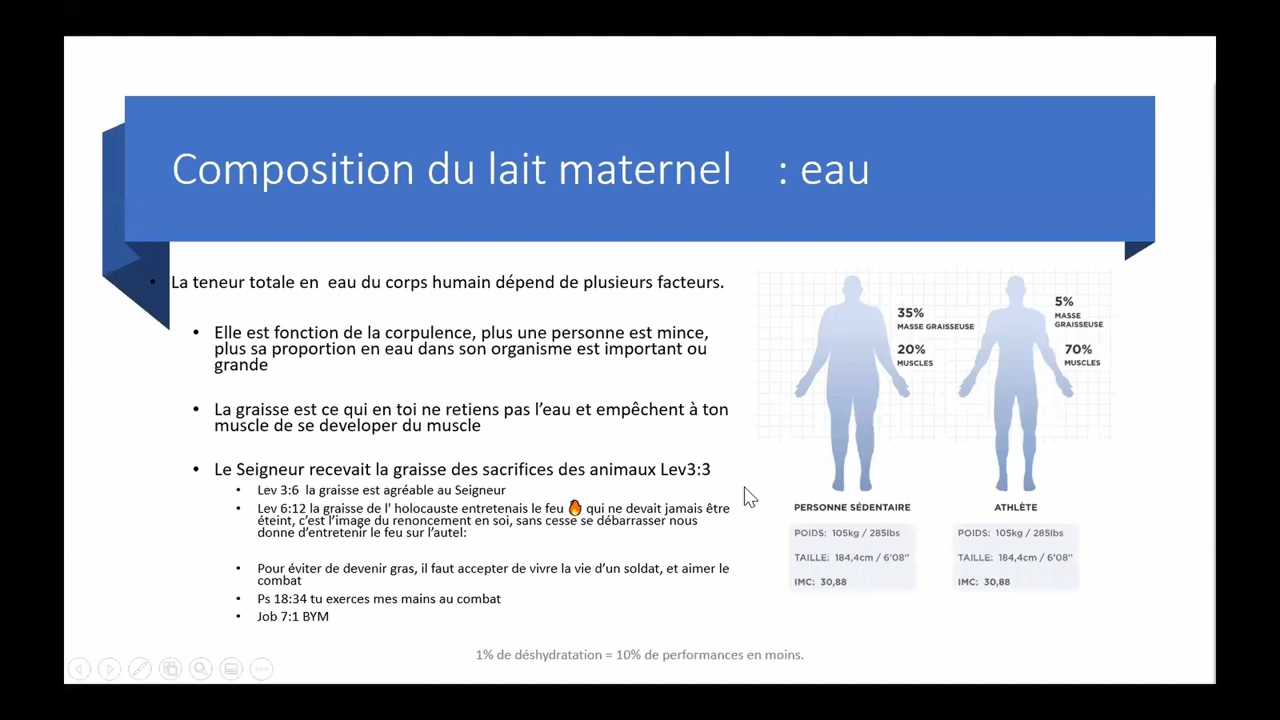 Composition du lait maternel : eau
La teneur totale en eau du corps humain dépend de plusieurs facteurs.
Elle est fonction de la corpulence, plus une personne est mince,
plus sa proportion en eau dans son organisme est important ou
grande
La graisse est ce qui en toi ne retiens pas l'eau et empêchent à ton
muscle de se developer du muscle
Le Seigneur recevait la graisse des sacrifices des animaux Lev3:3
Lev 3:6 la graisse est agréable au Seigneur
Lev 6:12 la graisse de l' holocauste entretenais le feu 🔥 qui ne devait jamais être
éteint, c'est l'image du renoncement en soi, sans cesse se débarrasser nous
donne d'entretenir le feu sur l'autel:
Pour éviter de devenir gras, il faut accepter de vivre la vie d'un soldat, et aimer le
combat
Ps 18:34 tu exerces mes mains au combat
Job 7:1 BYM
35%
MASSE GRAISSEUSE
20%
MUSCLES
5%
MASSE
GRAISSEUSE
70%
MUSCLES
PERSONNE SÉDENTAIRE
POIDS: 105kg / 285lbs
TAILLE: 184,4cm / 6'08"
IMC: 30,88
ATHLÈTE
POIDS: 105kg / 285lbs
TAILLE: 184,4cm / 6'08"
IMC: 30,88
1% de déshydratation = 10% de performances en moins.